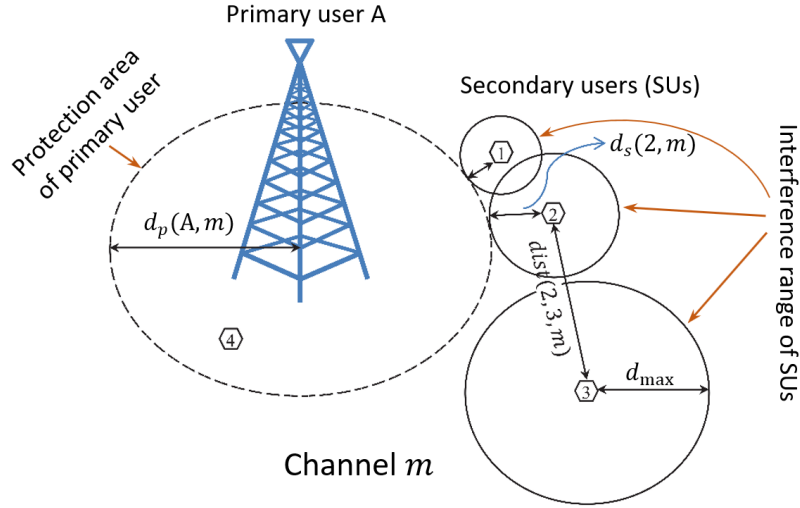 Primary user A
Secondary users (SUs)
Protection area
of primary user
1
d_s(2, m)
d_p(A, m)
2
dist(2, 3, m)
Interference range of SUs
4
3
d_max
Channel m